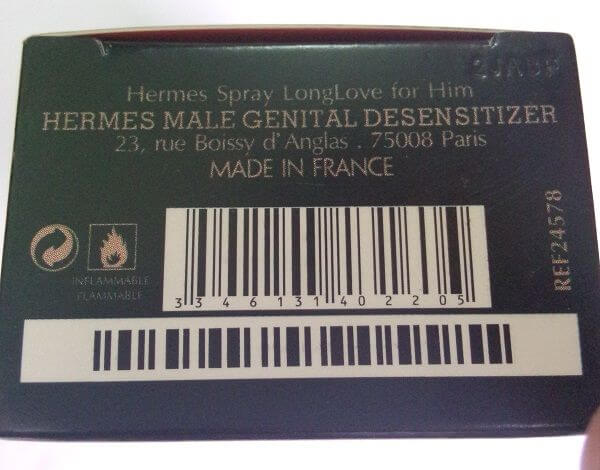 Hermes Spray LongLove for Him
HERMES MALE GENITAL DESENSITIZER
23, rue Boissy d'Anglas . 75008 Paris
MADE IN FRANCE
REF24578
INFLAMMABLE
FLAMMABLE
3 346131 402205